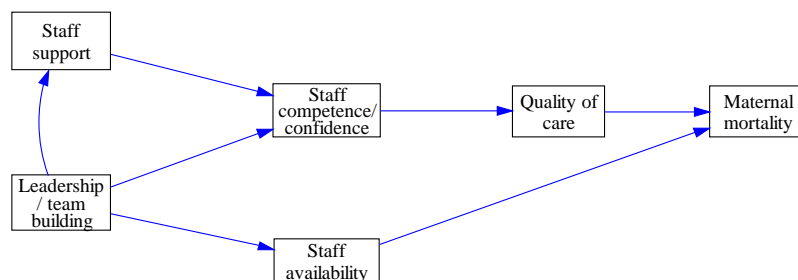 Staff
support
Leadership
/ team
building
Staff
competence/
confidence
Staff
availability
Quality of
care
Maternal
mortality